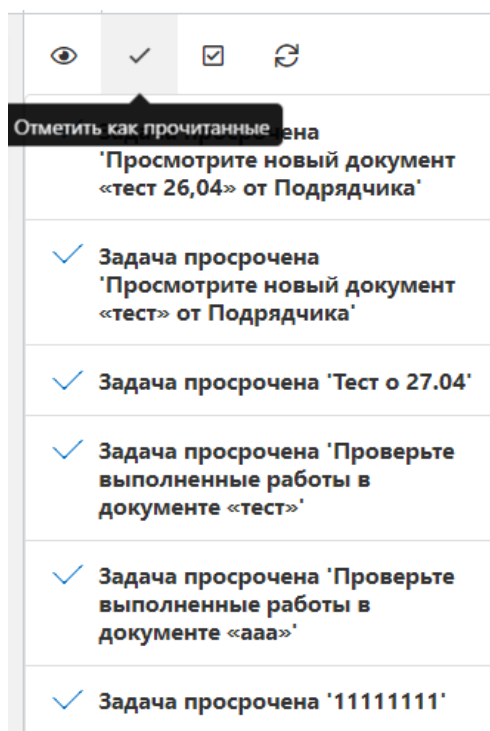 Отметить как прочитанные
ена
'Просмотрите новый документ
«тест 26,04» от Подрядчика'
Задача просрочена
'Просмотрите новый документ
«тест» от Подрядчика'
Задача просрочена 'Тест о 27.04'
Задача просрочена 'Проверьте
выполненные работы в
документе «тест»'
Задача просрочена 'Проверьте
выполненные работы в
документе «ааа»'
Задача просрочена '11111111'